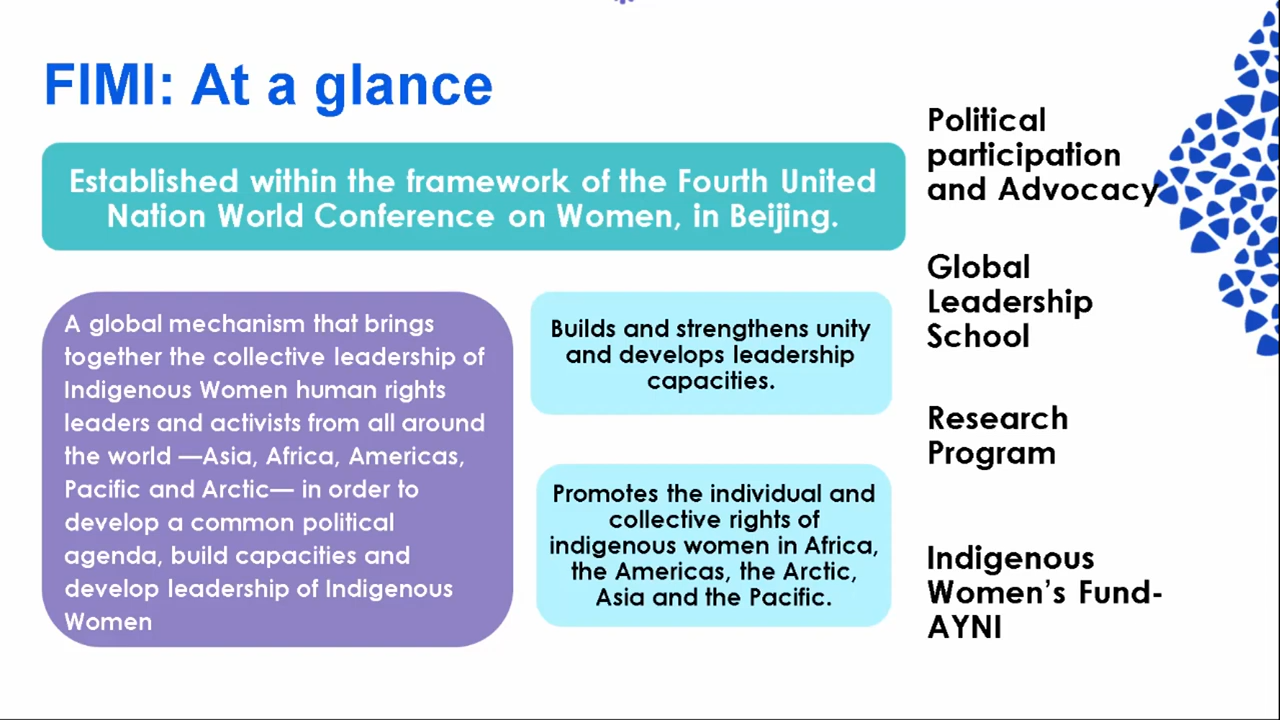 FIMI: At a glance
Established within the framework of the Fourth United
Nation World Conference on Women, in Beijing.
A global mechanism that brings
together the collective leadership of
Indigenous Women human rights
leaders and activists from all around
the world —Asia, Africa, Americas,
Pacific and Arctic— in order to
develop a common political
agenda, build capacities and
develop leadership of Indigenous
Women
Builds and strengthens unity
and develops leadership
capacities.
Promotes the individual and
collective rights of
indigenous women in Africa,
the Americas, the Arctic,
Asia and the Pacific.
Political
participation
and Advocacy
Global
Leadership
School
Research
Program
Indigenous
Women’s Fund-
AYNI